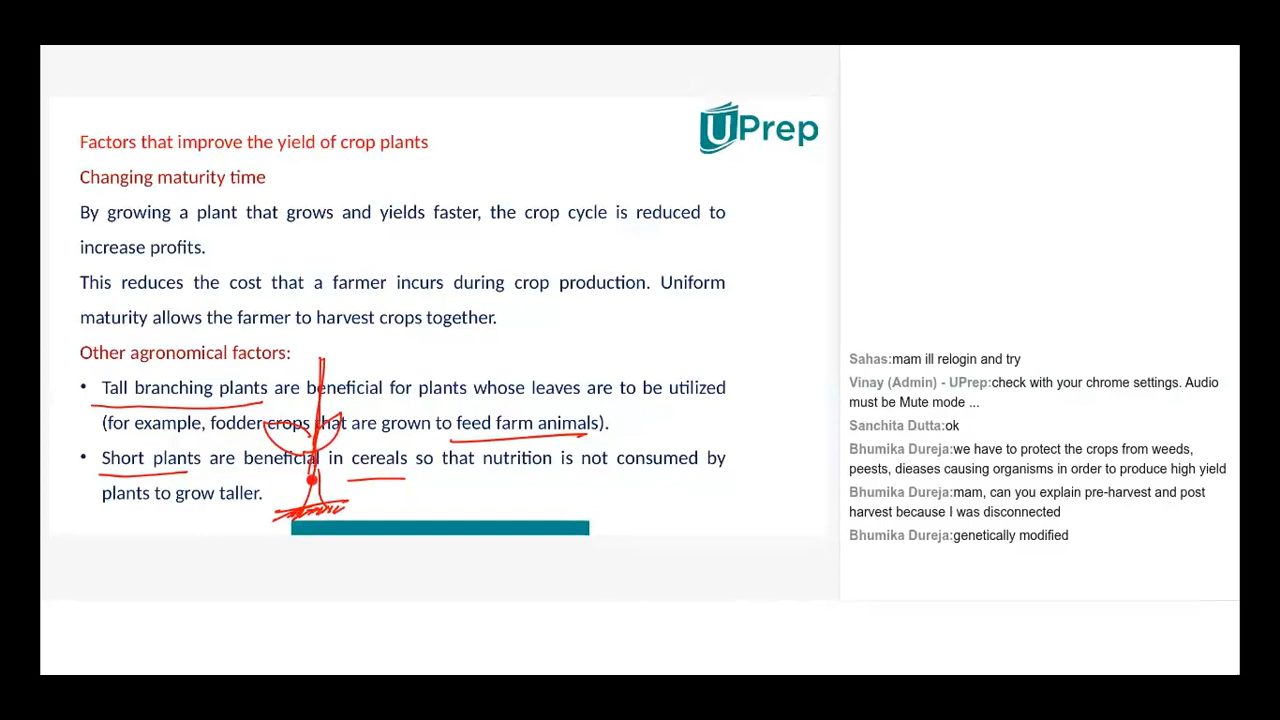 UPrep
Factors that improve the yield of crop plants
Changing maturity time
By growing a plant that grows and yields faster, the crop cycle is reduced to
increase profits.
This reduces the cost that a farmer incurs during crop production. Uniform
maturity allows the farmer to harvest crops together.
Other agronomical factors:
• Tall branching plants are beneficial for plants whose leaves are to be utilized
(for example, fodder crops that are grown to feed farm animals).
• Short plants are beneficial in cereals so that nutrition is not consumed by
plants to grow taller.
Sahas:mam ill relogin and try
Vinay (Admin) - UPrep:check with your chrome settings. Audio
must be Mute mode ...
Sanchita Dutta:ok
Bhumika Dureja:we have to protect the crops from weeds,
peests, dieases causing organisms in order to produce high yield
Bhumika Dureja:mam, can you explain pre-harvest and post
harvest because I was disconnected
Bhumika Dureja:genetically modified